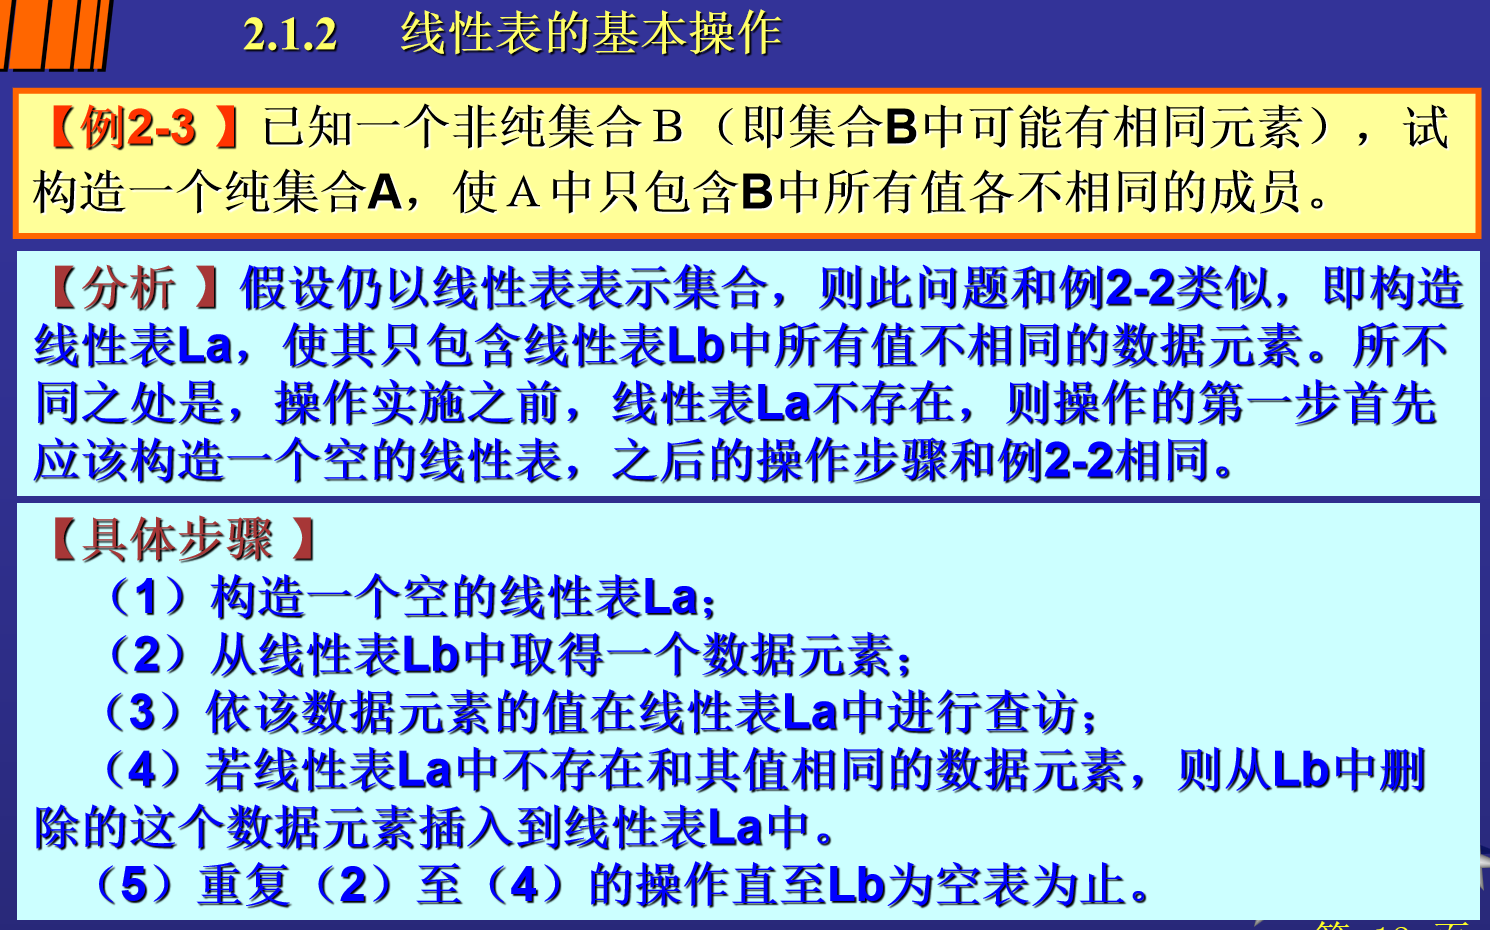 2.1.2 线性表的基本操作
【例2-3 】已知一个非纯集合Ｂ（即集合B中可能有相同元素），试
构造一个纯集合A，使Ａ中只包含B中所有值各不相同的成员。
【分析 】假设仍以线性表表示集合，则此问题和例2-2类似，即构造
线性表La，使其只包含线性表Lb中所有值不相同的数据元素。所不
同之处是，操作实施之前，线性表La不存在，则操作的第一步首先
应该构造一个空的线性表，之后的操作步骤和例2-2相同。
【具体步骤 】
（1）构造一个空的线性表La；
（2）从线性表Lb中取得一个数据元素；
（3）依该数据元素的值在线性表La中进行查访；
（4）若线性表La中不存在和其值相同的数据元素，则从Lb中删
除的这个数据元素插入到线性表La中。
（5）重复（2）至（4）的操作直至Lb为空表为止。